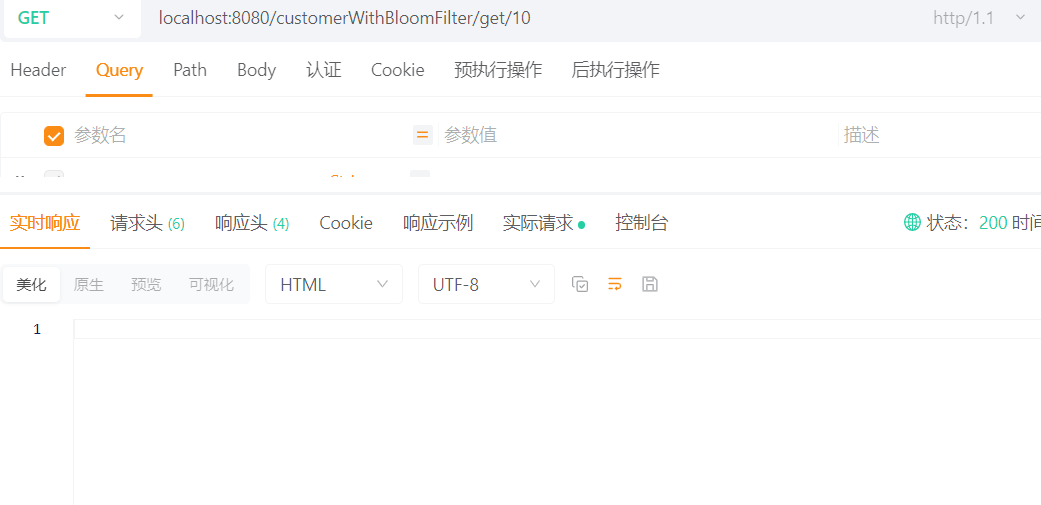 GET localhost:8080/customerWithBloomFilter/get/10 http/1.1
Header Query Path Body 认证 Cookie 预执行操作 后执行操作
参数名 = 参数值 描述
实时响应 请求头 (6) 响应头 (4) Cookie 响应示例 实际请求 控制台 状态: 200 时间
美化 原生 预览 可视化 HTML UTF-8
1